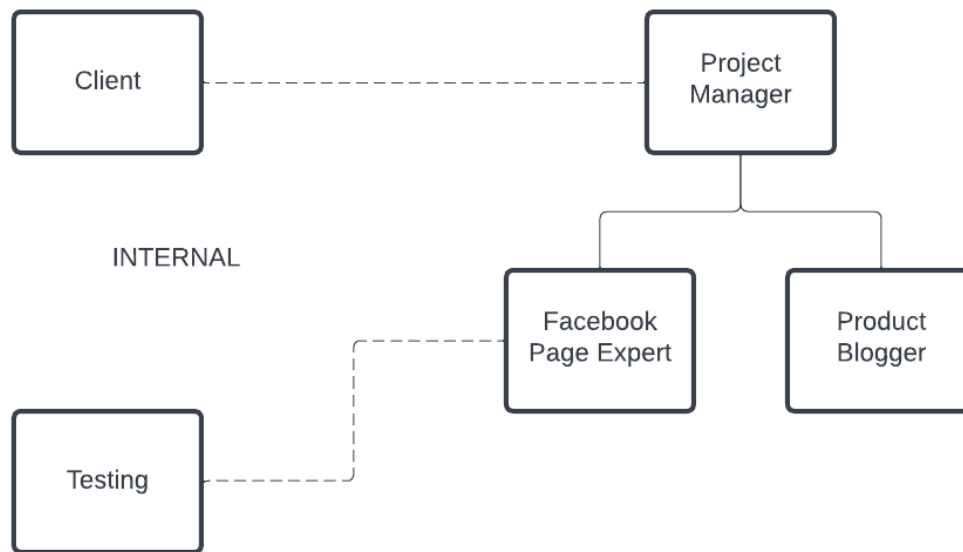 Client
Project
Manager
INTERNAL
Facebook
Page Expert
Product
Blogger
Testing